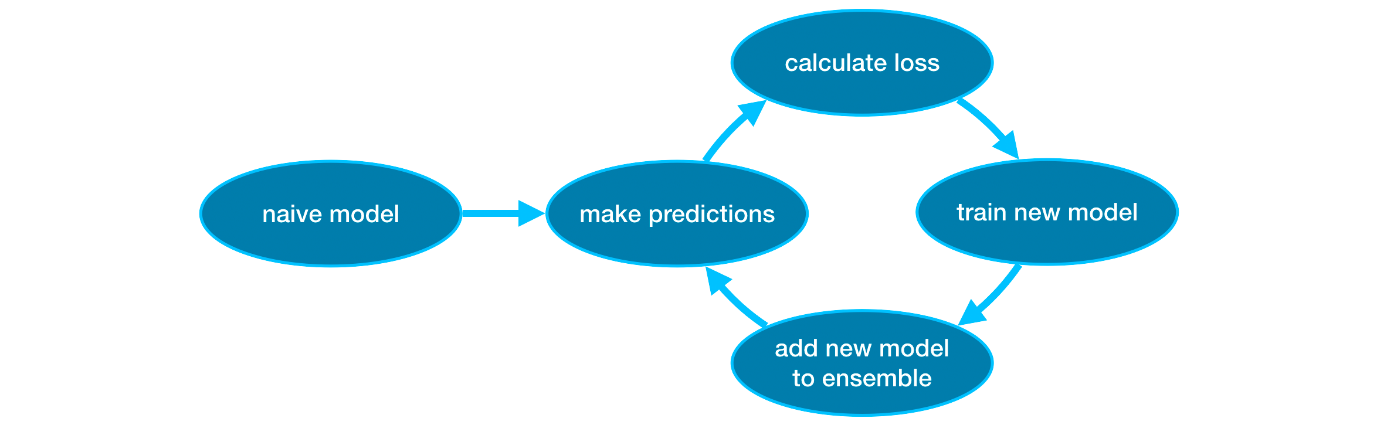 calculate loss
naive model
make predictions
train new model
add new model
to ensemble